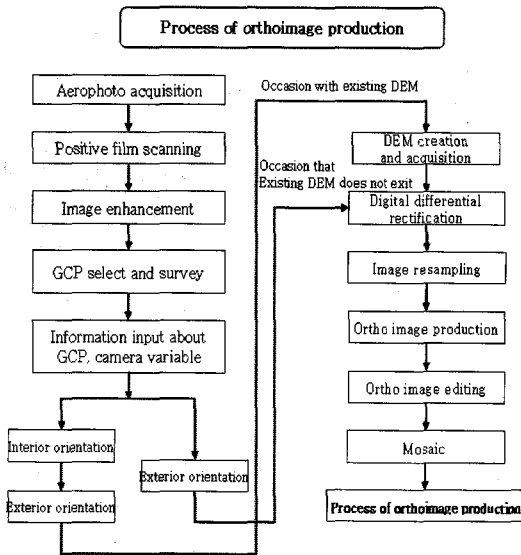 Process of orthoimage production
Aerophoto acquisition
Positive film scanning
Image enhancement
GCP select and survey
Information input about
GCP, camera variable
Interior orientation
Exterior orientation
Exterior orientation
Occasion with existing DEM
Occasion that
Existing DEM does not exit
DEM creation
and acquisition
Digital differential
rectification
Image resampling
Ortho image production
Ortho image editing
Mosaic
Process of orthoimage production